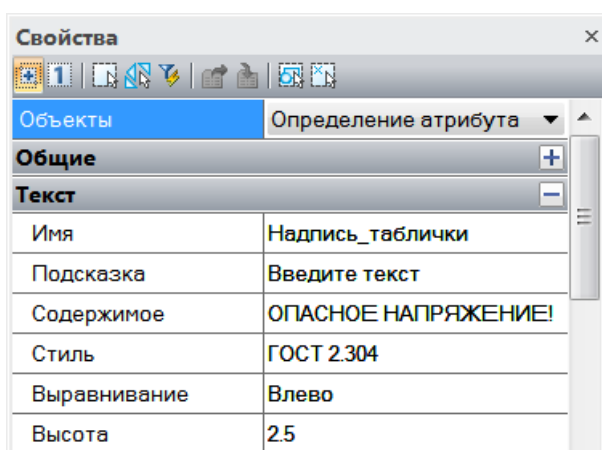 Свойства
1
Объекты Определение атрибута
Общие
Текст
Имя Надпись_таблички
Подсказка Введите текст
Содержимое ОПАСНОЕ НАПРЯЖЕНИЕ!
Стиль ГОСТ 2.304
Выравнивание Влево
Высота 2.5